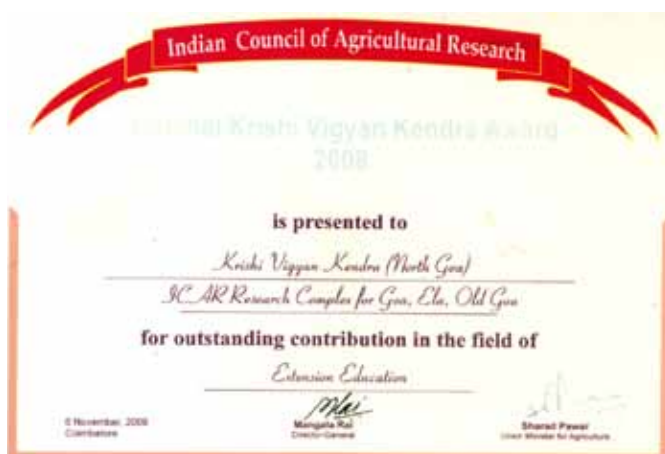 Indian Council of Agricultural Research
Krishi Vigyan Kendra Award
2008
is presented to
Krishi Vigyan Kendra (North Goa)
ICAR Research Complex for Goa, Ela, Old Goa
for outstanding contribution in the field of
Extension Education
Mangala Rai
Director-General
Sharad Pawar
Union Minister for Agriculture
November, 2008
Coimbatore